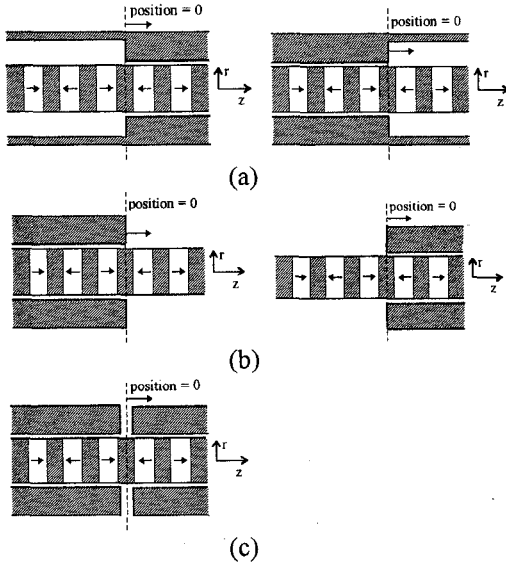 position = 0
position = 0
r
z
r
z
(a)
position = 0
position = 0
r
z
r
z
(b)
position = 0
r
z
(c)